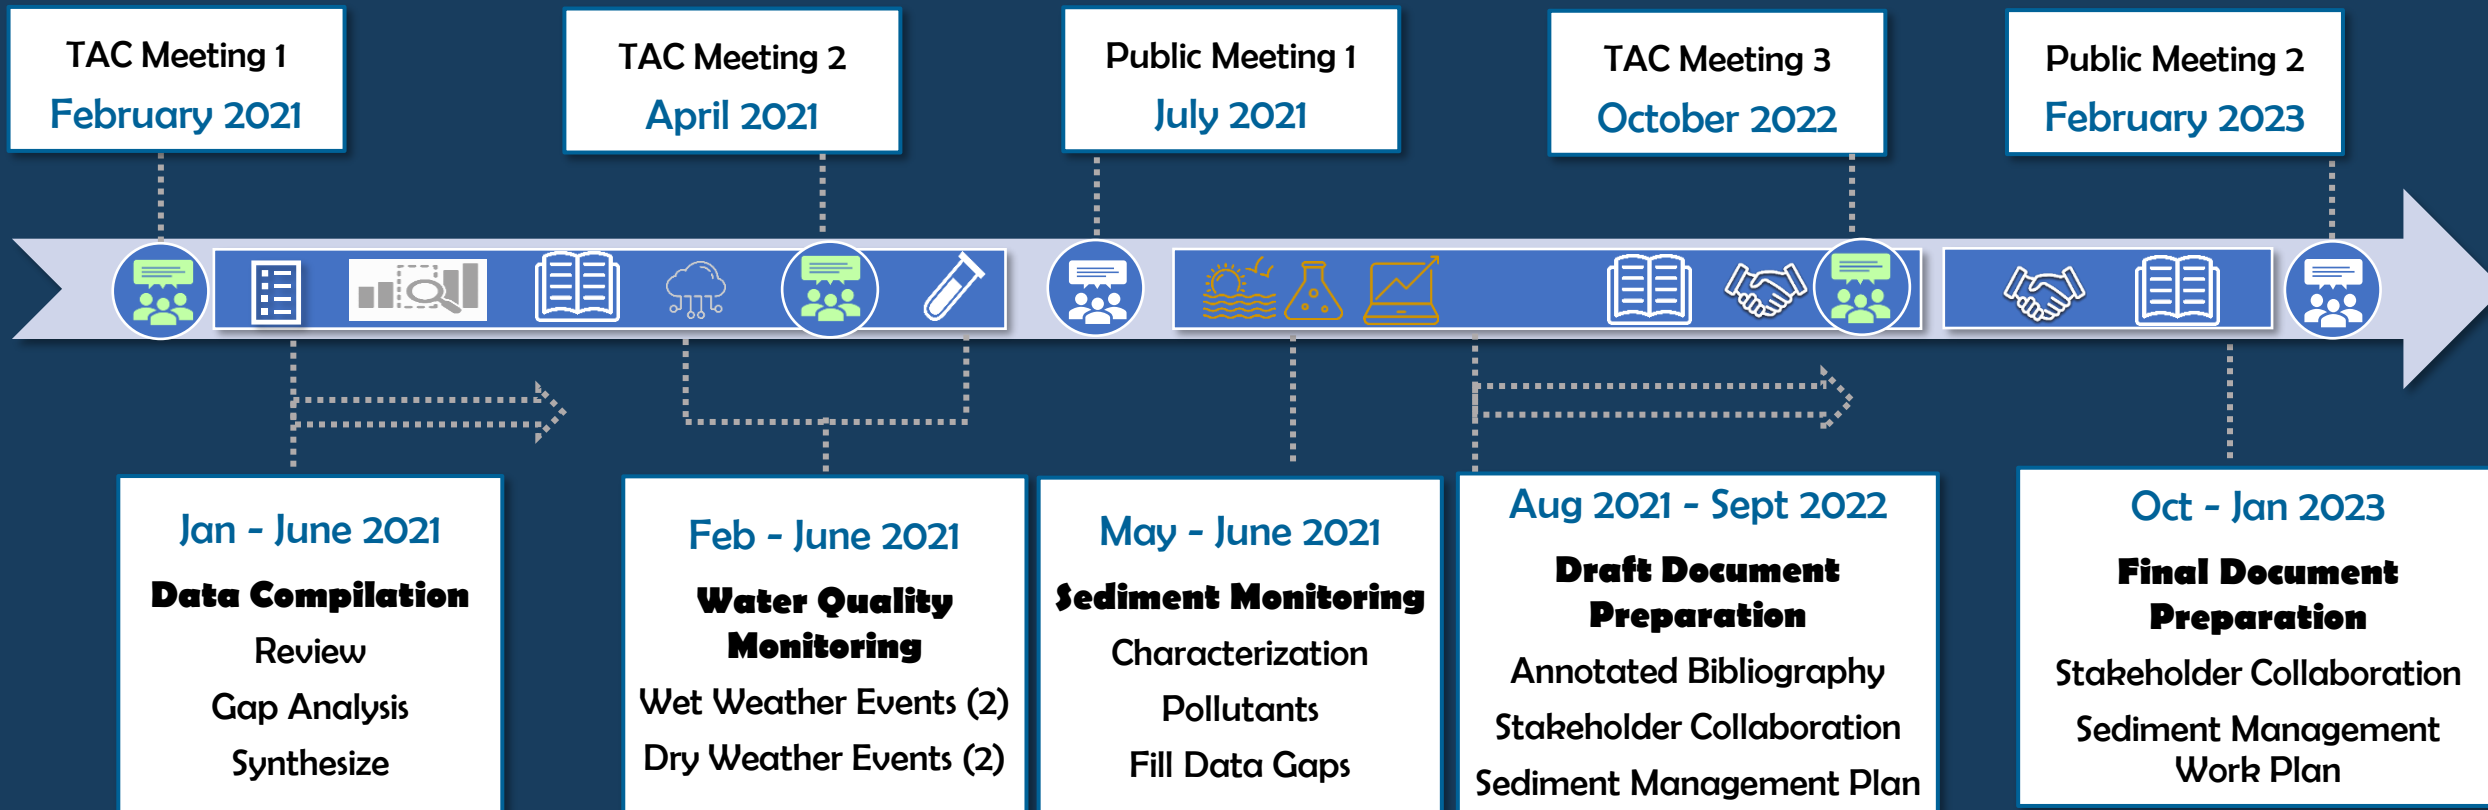 TAC Meeting 1
February 2021
TAC Meeting 2
April 2021
Public Meeting 1
July 2021
TAC Meeting 3
October 2022
Public Meeting 2
February 2023
Jan - June 2021
Data Compilation
Review
Gap Analysis
Synthesize
Feb - June 2021
Water Quality
Monitoring
Wet Weather Events (2)
Dry Weather Events (2)
May - June 2021
Sediment Monitoring
Characterization
Pollutants
Fill Data Gaps
Aug 2021 - Sept 2022
Draft Document
Preparation
Annotated Bibliography
Stakeholder Collaboration
Sediment Management Plan
Oct - Jan 2023
Final Document
Preparation
Stakeholder Collaboration
Sediment Management
Work Plan